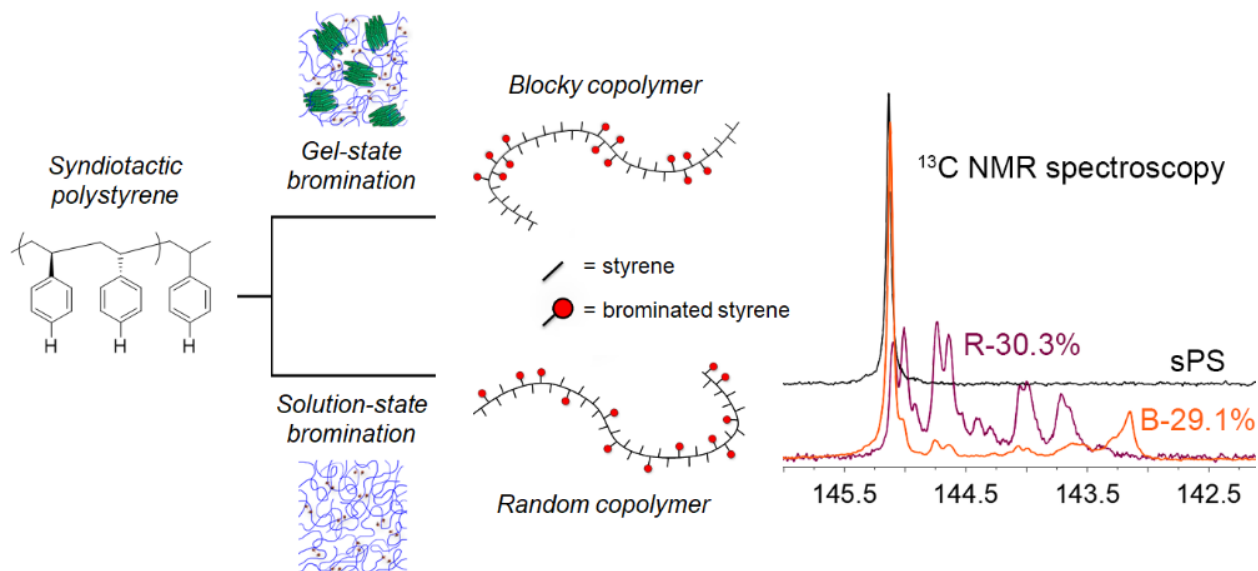 Syndiotactic
polystyrene
H
H
H
Gel-state
bromination
Solution-state
bromination
Blocky copolymer
= styrene
= brominated styrene
Random copolymer
¹³C NMR spectroscopy
R-30.3%
sPS
B-29.1%
145.5
144.5
143.5
142.5